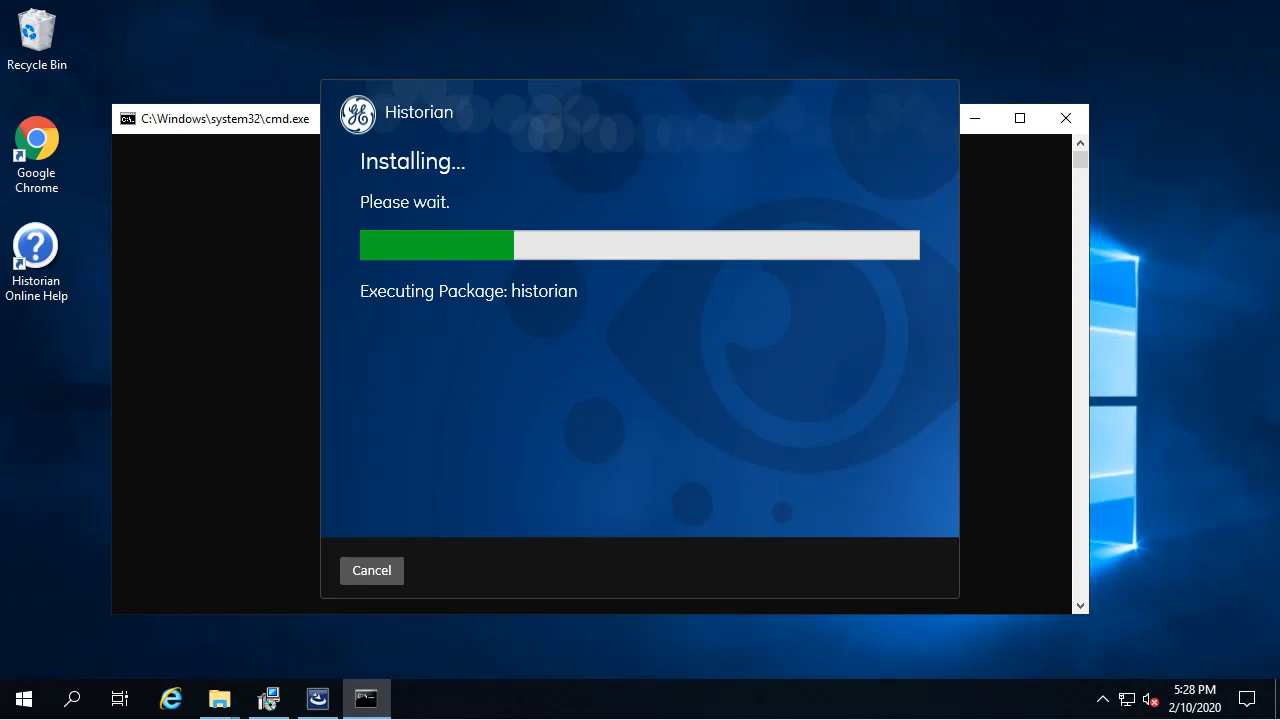 Recycle Bin
Google
Chrome
Historian
Online Help
C:\Windows\system32\cmd.exe
Historian
Installing...
Please wait.
Executing Package: historian
Cancel
5:28 PM
2/10/2020